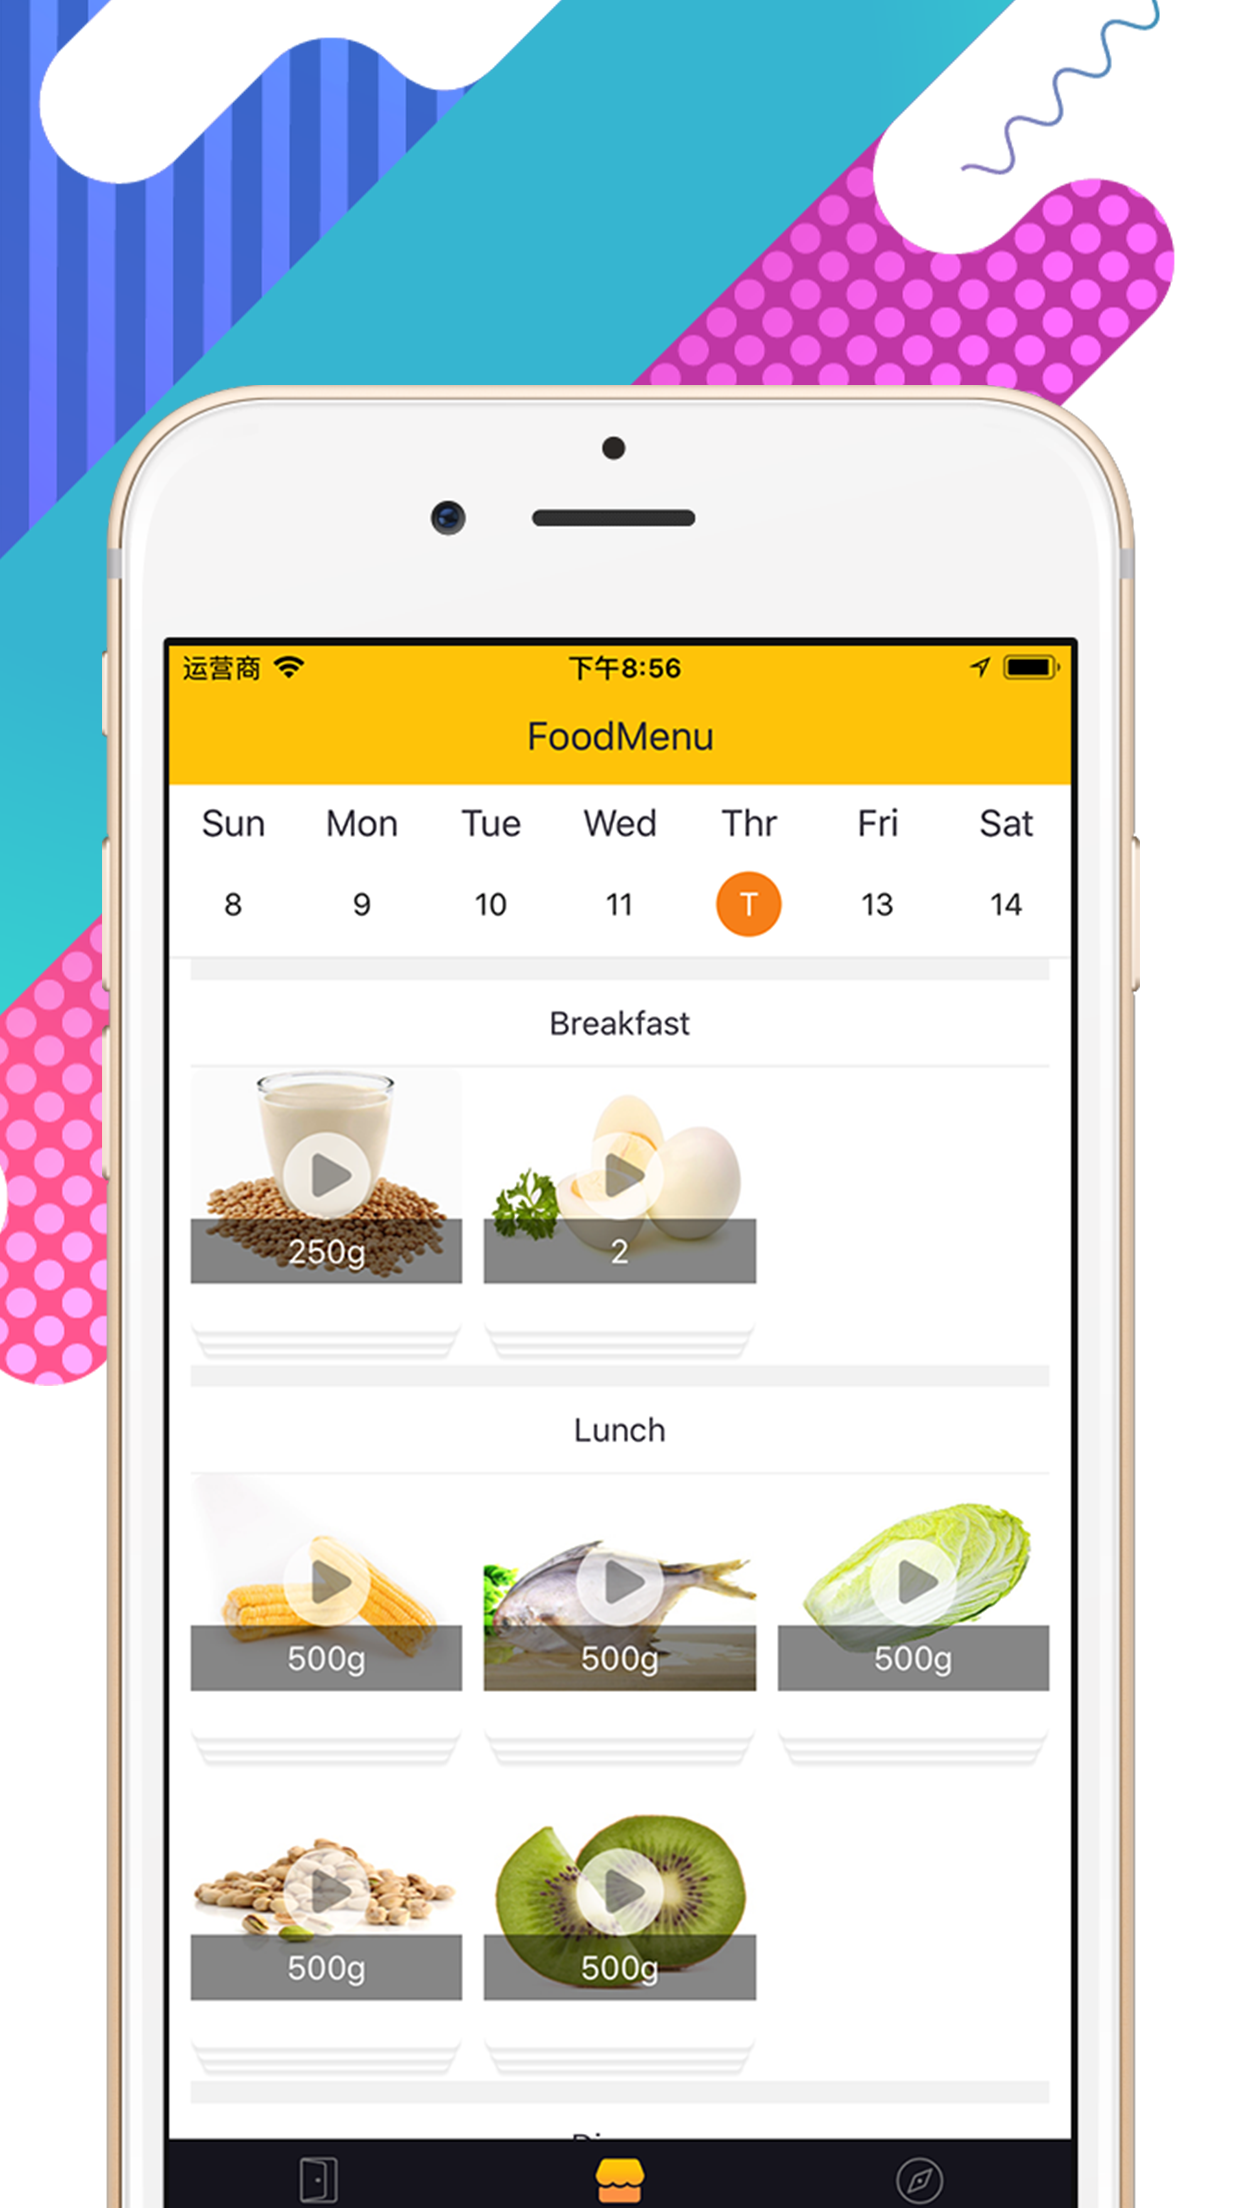 运营商 下午8:56
FoodMenu
Sun Mon Tue Wed Thr Fri Sat
8 9 10 11 T 13 14
Breakfast
250g 2
Lunch
500g 500g 500g
500g 500g